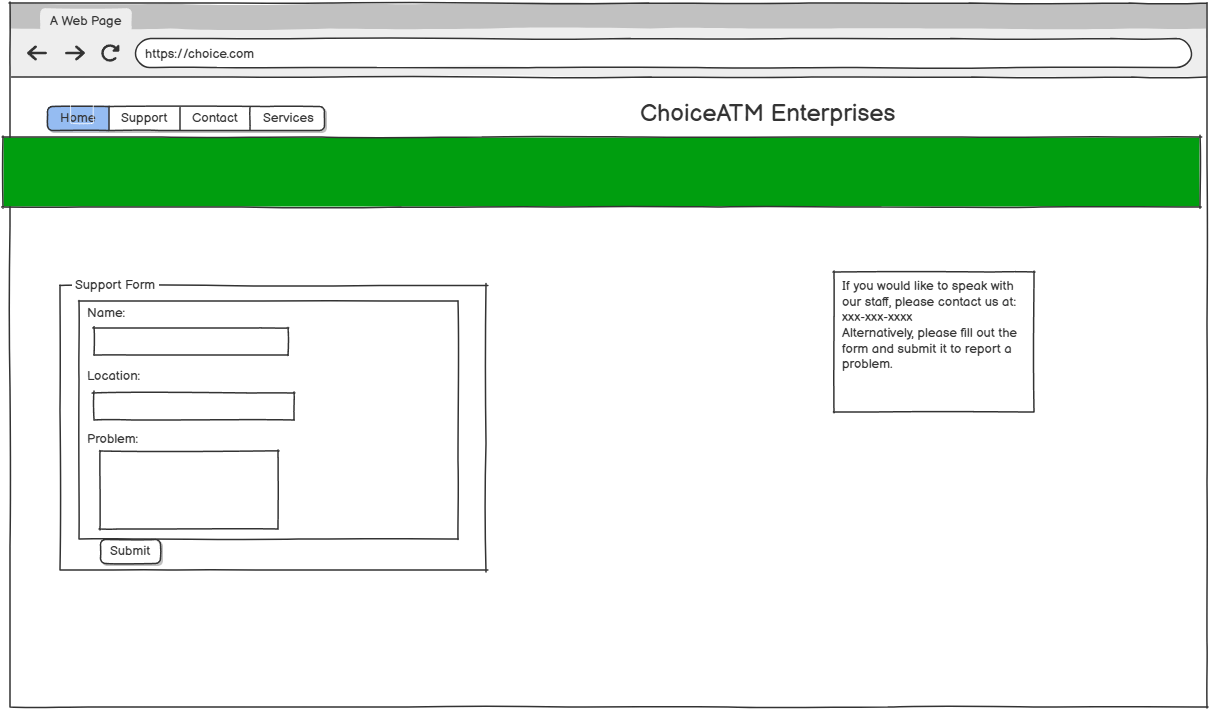 A Web Page
https://choice.com
Home Support Contact Services
ChoiceATM Enterprises
Support Form
Name:
Location:
Problem:
Submit
If you would like to speak with
our staff, please contact us at:
xxx-xxx-xxxx
Alternatively, please fill out the
form and submit it to report a
problem.